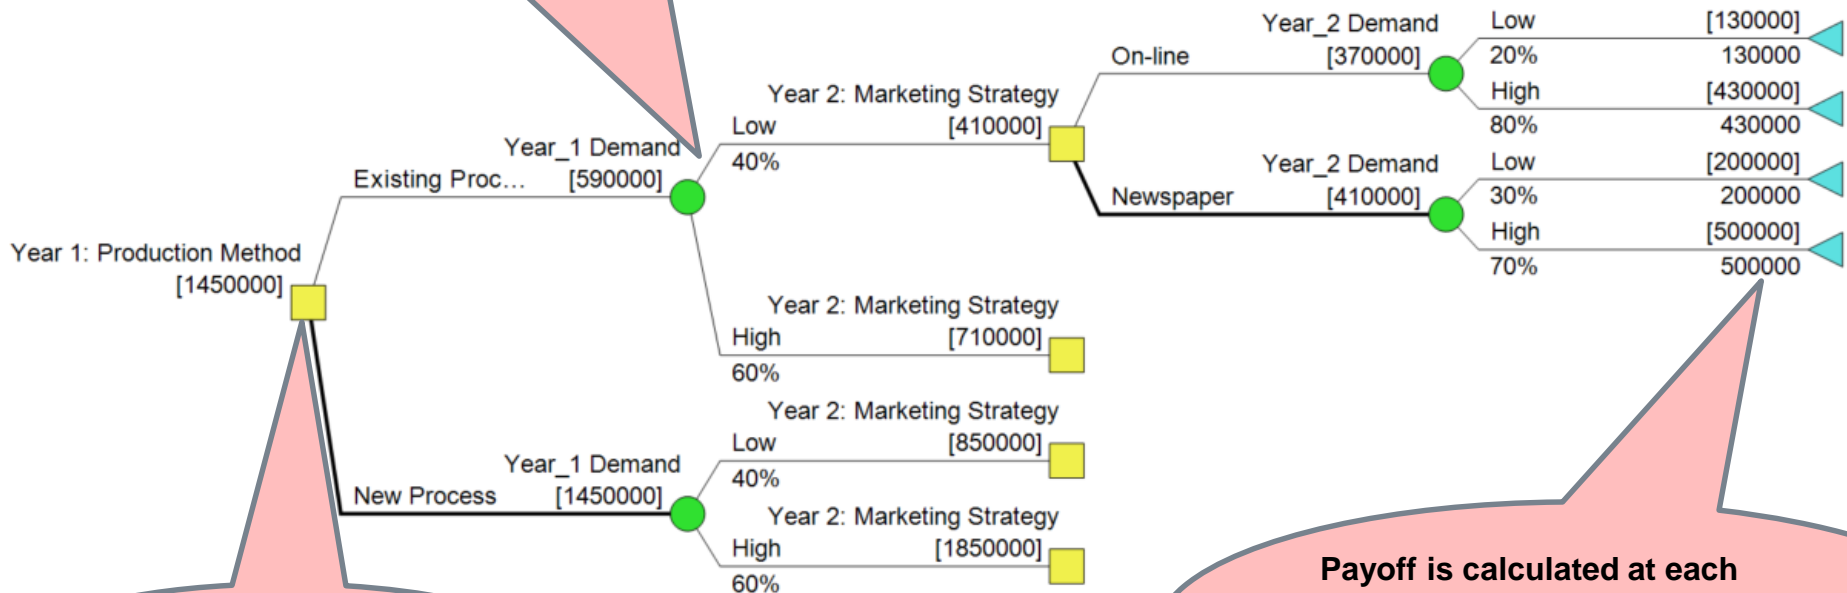 Year 1: Production Method
[1450000]
Existing Proc...
Year_1 Demand
[590000]
Low
40%
Year 2: Marketing Strategy
[410000]
On-line
Year_2 Demand
[370000]
Low
20%
[130000]
130000
High
80%
[430000]
430000
Newspaper
Year_2 Demand
[410000]
Low
30%
[200000]
200000
High
70%
[500000]
500000
High
60%
Year 2: Marketing Strategy
[710000]
New Process
Year_1 Demand
[1450000]
Low
40%
Year 2: Marketing Strategy
[850000]
High
60%
Year 2: Marketing Strategy
[1850000]
Payoff is calculated at each